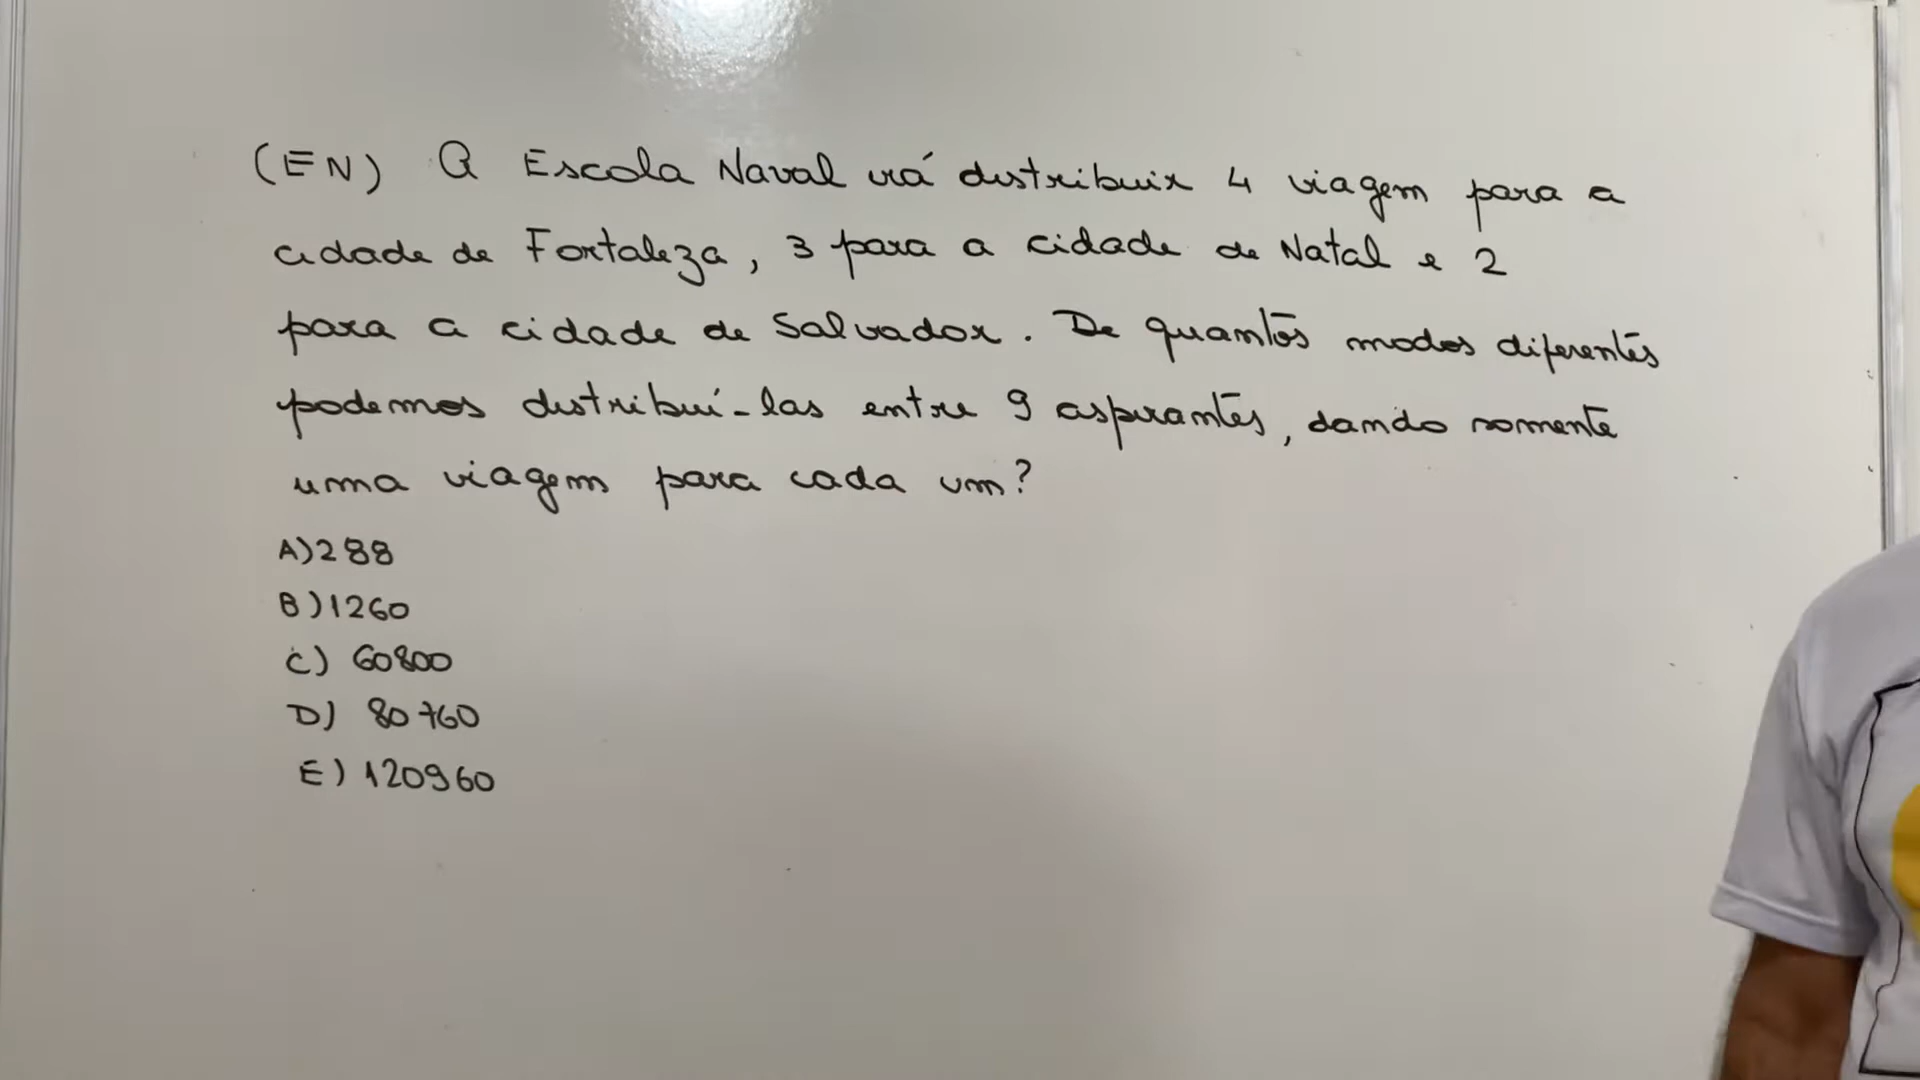 (EN) A Escola Naval irá distribuir 4 viagem para a
cidade de Fortaleza, 3 para a cidade de Natal e 2
para a cidade de Salvador. De quantos modos diferentes
podemos distribuí-las entre 9 aspirantes, dando somente
uma viagem para cada um?
A) 288
B) 1260
C) 60800
D) 80760
E) 120960